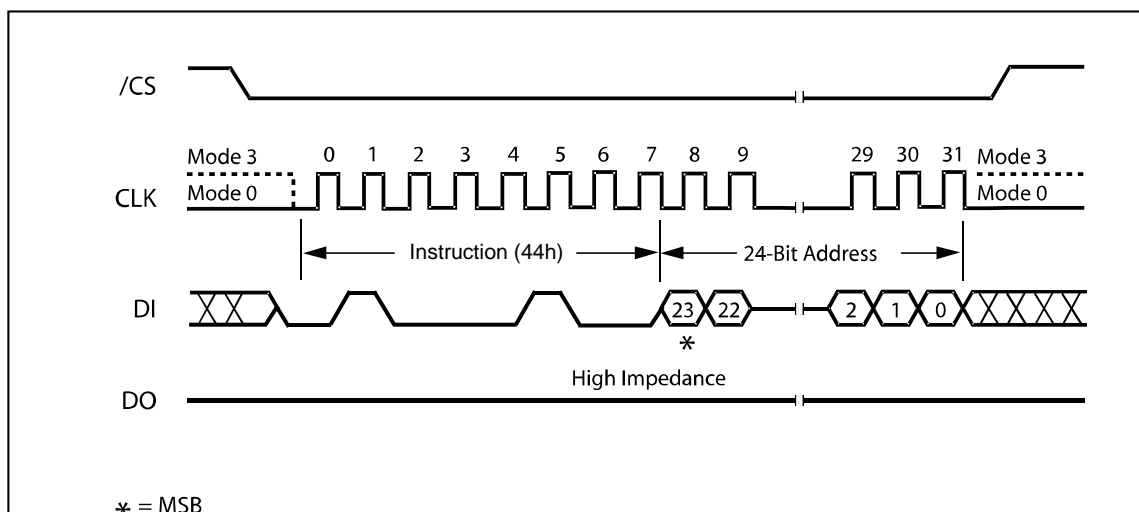 /CS
Mode 3
0 1 2 3 4 5 6 7 8 9 29 30 31
Mode 3
CLK
Mode 0
Mode 0
Instruction (44h)
24-Bit Address
DI
23 22 2 1 0
*
High Impedance
DO
* = MSB